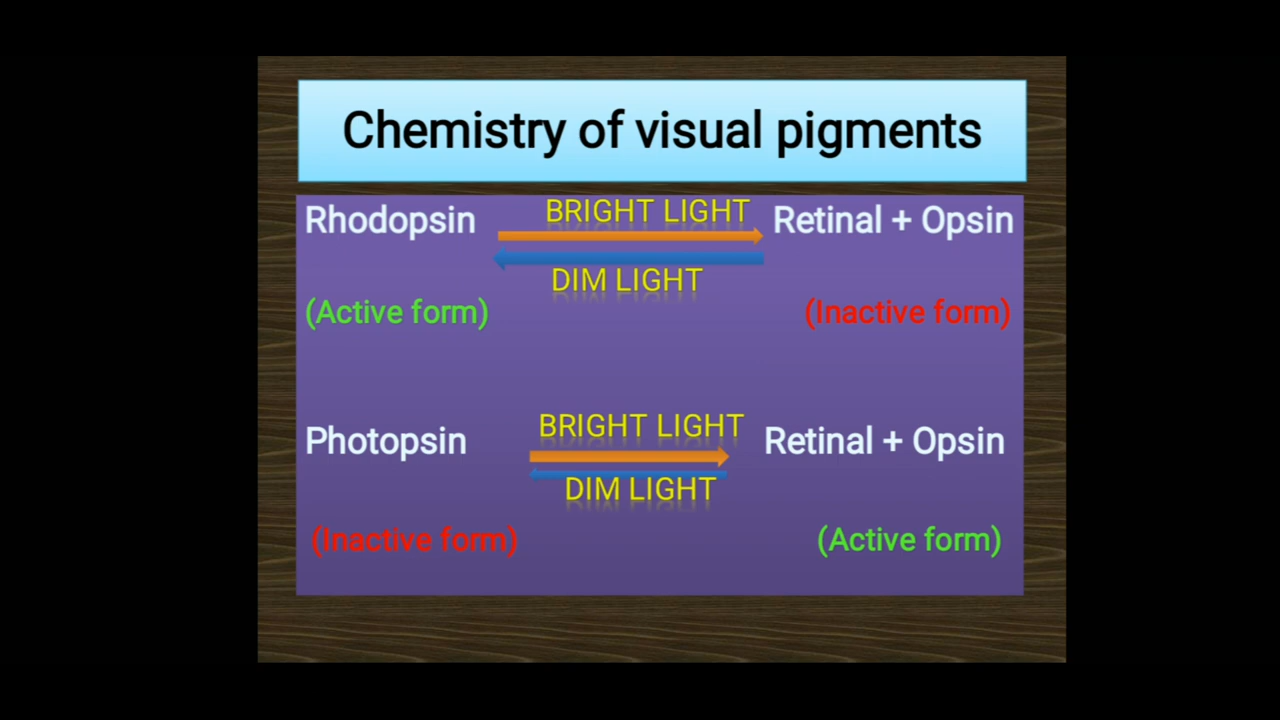 Chemistry of visual pigments
Rhodopsin BRIGHT LIGHT Retinal + Opsin
DIM LIGHT
(Active form) (Inactive form)
Photopsin BRIGHT LIGHT Retinal + Opsin
DIM LIGHT
(Inactive form) (Active form)